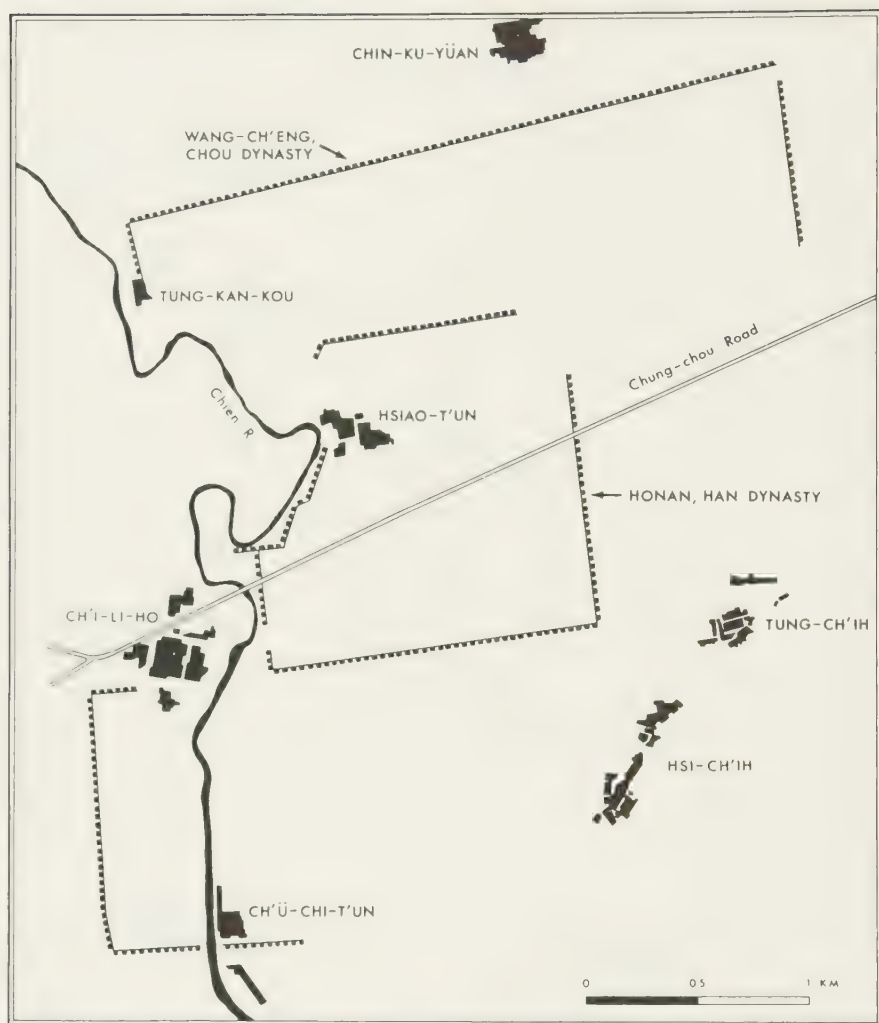 CHIN-KU-YÜAN
WANG-CH'ENG,
CHOU DYNASTY
TUNG-KAN-KOU
Chung-chou Road
Chien R
HSIAO-T'UN
HONAN, HAN DYNASTY
CH'I-LI-HO
TUNG-CH'IH
HSI-CH'IH
CH'Ü-CHI-T'UN
0 0.5 1 KM